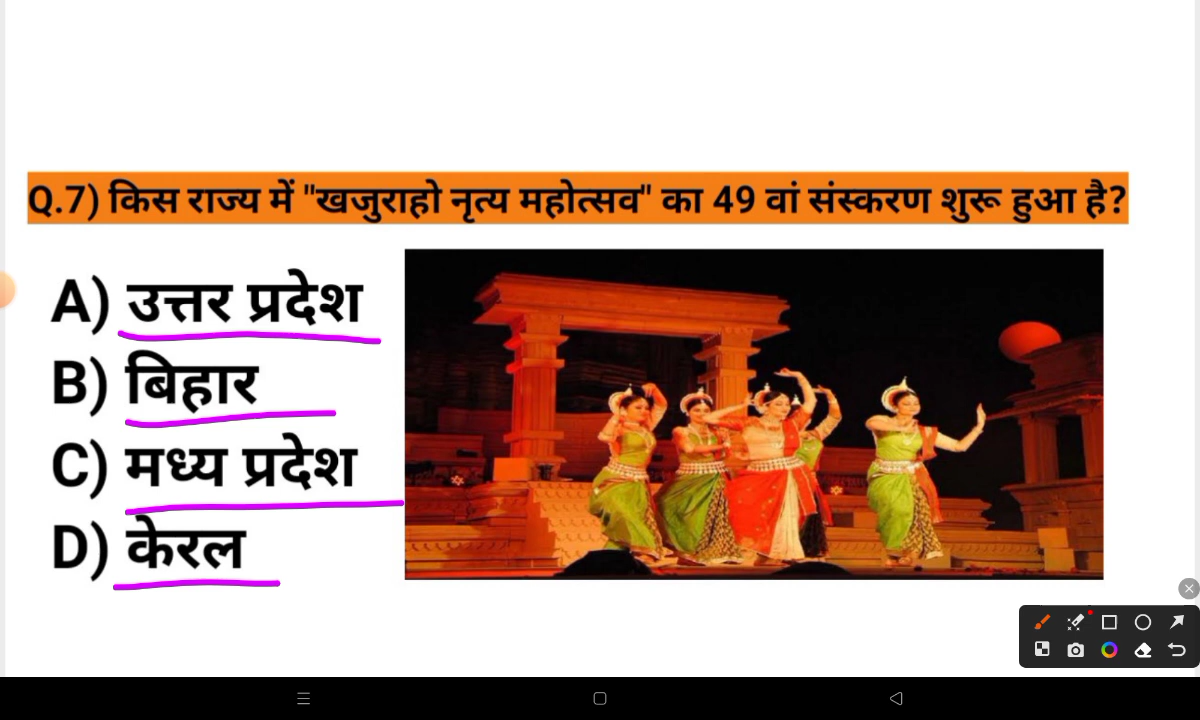 Q.7) किस राज्य में "खजुराहो नृत्य महोत्सव" का 49 वां संस्करण शुरू हुआ है?
A) उत्तर प्रदेश
B) बिहार
C) मध्य प्रदेश
D) केरल